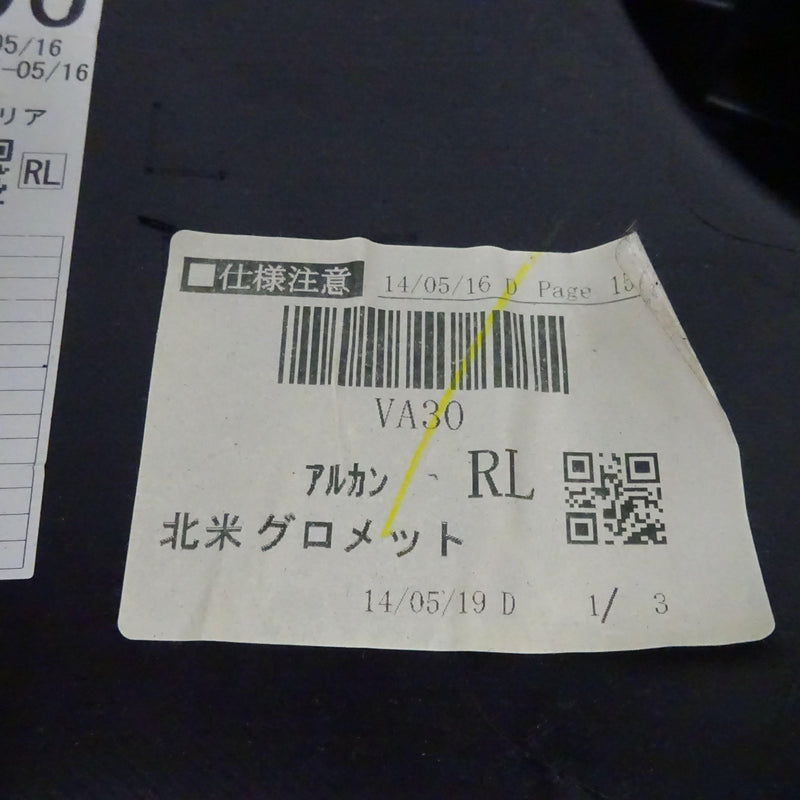 05/16
-05/16
リア
RL
□仕様注意 14/05/16 D Page 15
VA30
アルカン - RL
北米グロメット
14/05/19 D 1/ 3